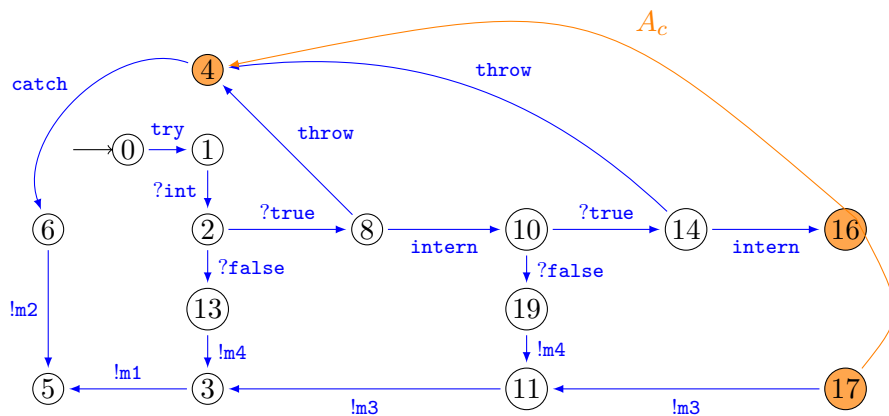 A_c
4
throw
catch
try
throw
0
1
?int
?true
?true
6
2
8
10
14
16
intern
intern
?false
?false
!m2
13
19
!m4
!m4
!m1
5
3
11
17
!m3
!m3